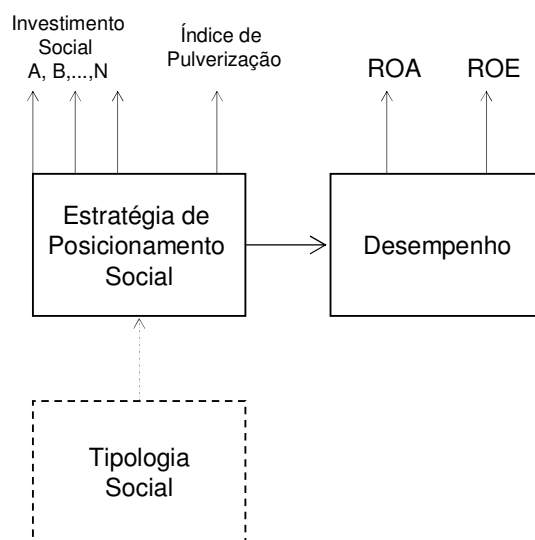 Investimento
Social
A, B,...,N
Índice de
Pulverização
ROA
ROE
Estratégia de
Posicionamento
Social
Desempenho
Tipologia
Social